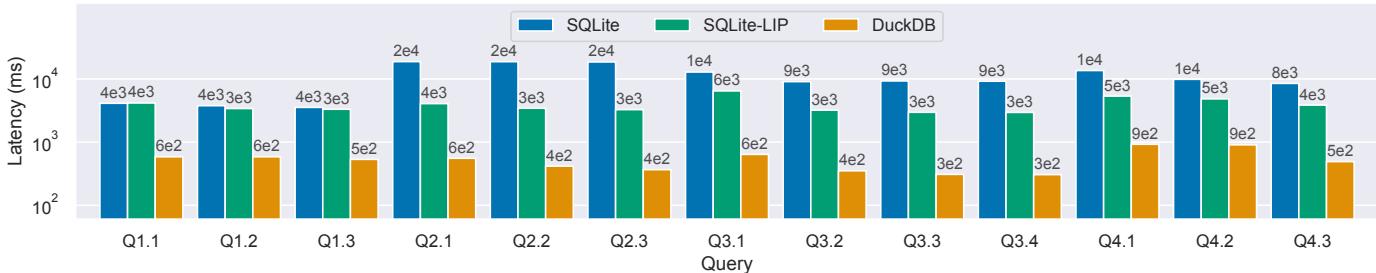 SQLite SQLite-LIP DuckDB
Latency (ms)
10^4
10^3
10^2
4e3 4e3 6e2
4e3 3e3 6e2
4e3 3e3 5e2
2e4 4e3 6e2
2e4 3e3 4e2
2e4 3e3 4e2
1e4 6e3 6e2
9e3 3e3 4e2
9e3 3e3 3e2
9e3 3e3 3e2
1e4 5e3 9e2
1e4 5e3 9e2
8e3 4e3 5e2
Q1.1 Q1.2 Q1.3 Q2.1 Q2.2 Q2.3 Q3.1 Q3.2 Q3.3 Q3.4 Q4.1 Q4.2 Q4.3
Query